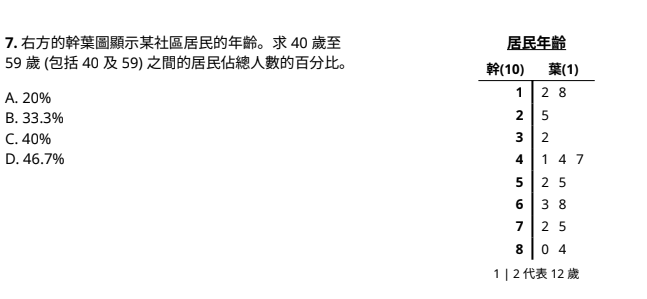 7. 右方的幹葉圖顯示某社區居民的年齡。求 40 歲至
59 歲 (包括 40 及 59) 之間的居民佔總人數的百分比。
A. 20%
B. 33.3%
C. 40%
D. 46.7%
居民年齡
幹(10) 葉(1)
1 | 2 8
2 | 5
3 | 2
4 | 1 4 7
5 | 2 5
6 | 3 8
7 | 2 5
8 | 0 4
1 | 2 代表 12 歲